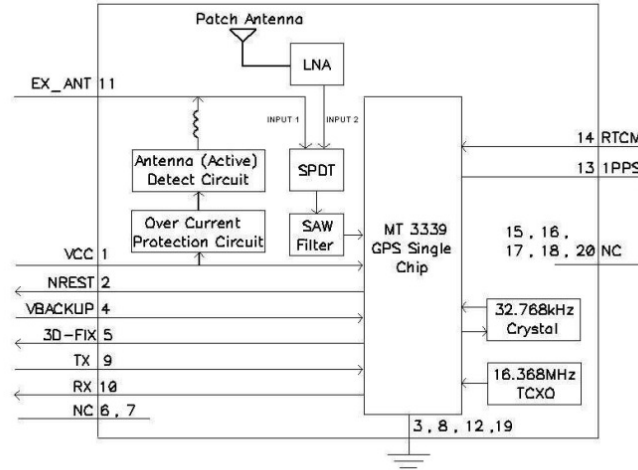 Patch Antenna
LNA
EX_ANT 11
INPUT 1
INPUT 2
14 RTCM
13 1PPS
Antenna (Active)
Detect Circuit
SPDT
Over Current
Protection Circuit
SAW
Filter
MT 3339
GPS Single
Chip
15, 16,
17, 18, 20 NC
VCC 1
NREST 2
VBACKUP 4
3D-FIX 5
TX 9
RX 10
NC 6, 7
32.768kHz
Crystal
16.368MHz
TCXO
3, 8, 12, 19